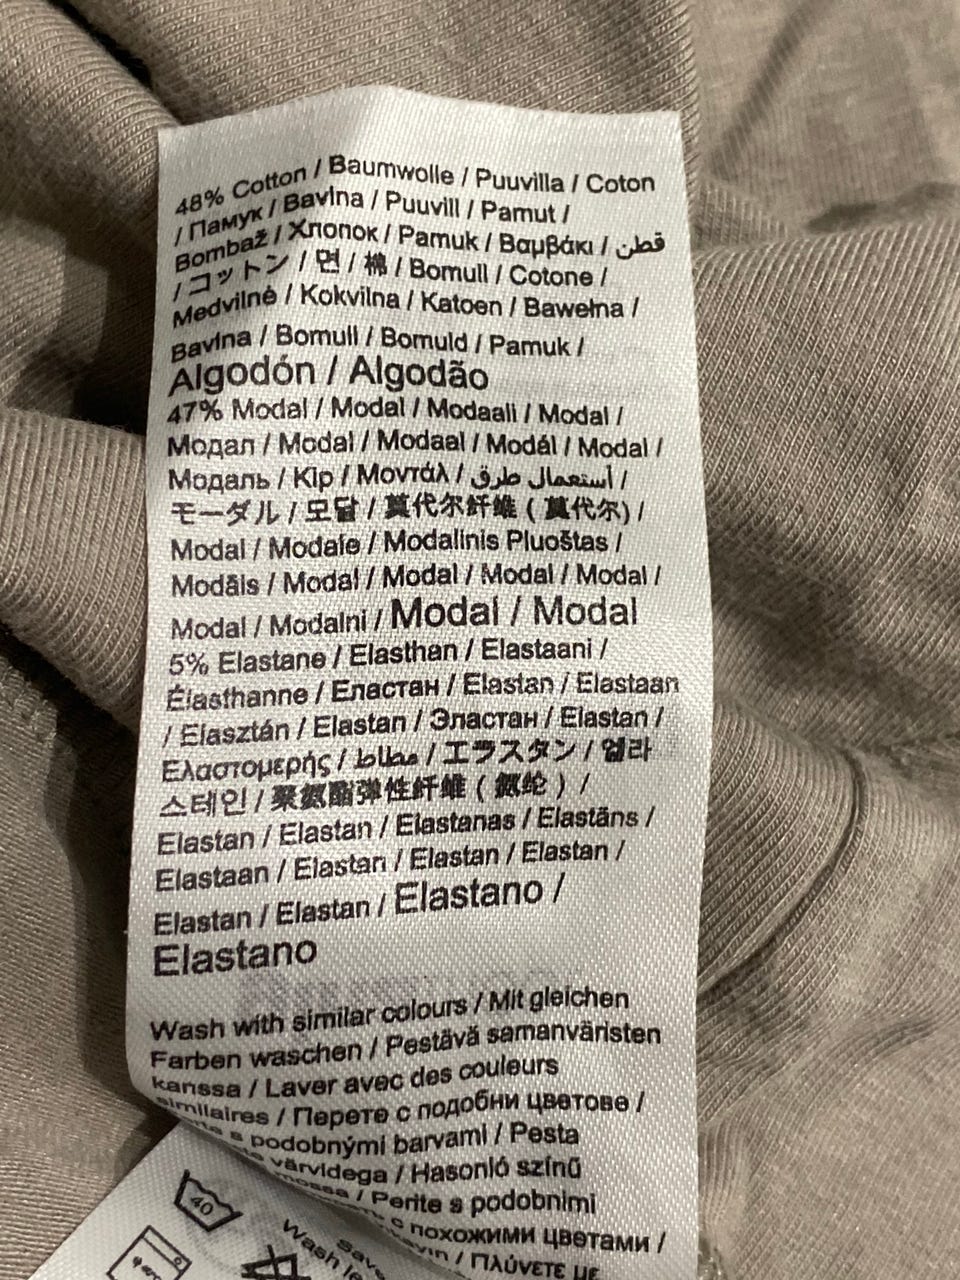 48% Cotton / Baumwolle / Puuvilla / Coton
/ Памук / Bavlna / Puuvill / Pamut /
Bombaž / Хлопок / Pamuk / Βαμβάκι / قطن
/ コットン / 면 / 棉 / Bomull / Cotone /
Medvilnė / Kokvilna / Katoen / Bawełna /
Bavlna / Bomull / Bomuld / Pamuk /
Algodón / Algodão
47% Modal / Modal / Modaali / Modal /
Модал / Modal / Modaal / Modál / Modal /
Модаль / Kip / Μοντάλ / أستعمال طرق /
モーダル / 모달 / 莫代尔纤维 ( 莫代尔) /
Modal / Modale / Modalinis Pluoštas /
Modāls / Modal / Modal / Modal / Modal /
Modal / Modalni / Modal / Modal
5% Elastane / Elasthan / Elastaani /
Élasthanne / Еластан / Elastan / Elastaan
/ Elasztán / Elastan / Эластан / Elastan /
Ελαστομερής / مطاط / エラスタン / 엘라
스테인 / 聚氨酯弹性纤维 ( 氨纶 ) /
Elastan / Elastan / Elastanas / Elastāns /
Elastaan / Elastan / Elastan / Elastan /
Elastan / Elastan / Elastano /
Elastano
Wash with similar colours / Mit gleichen
Farben waschen / Pestävä samanväristen
kanssa / Laver avec des couleurs
similaires / Перете с подобни цветове /
s podobnými barvami / Pesta
värvidega / Hasonló színű
/ Perite s podobnimi
с похожими цветами /
/ Πλύνετε με
40
Save
Wash